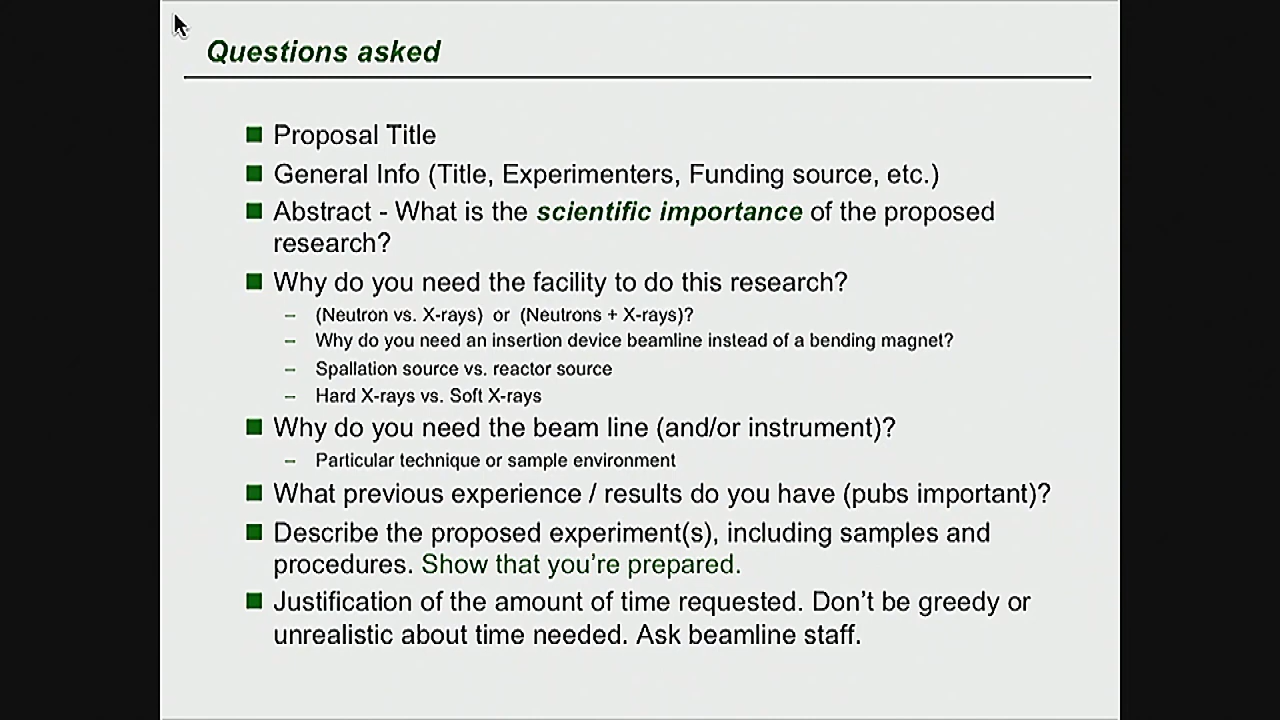 Questions asked
■ Proposal Title
■ General Info (Title, Experimenters, Funding source, etc.)
■ Abstract - What is the scientific importance of the proposed
research?
■ Why do you need the facility to do this research?
– (Neutron vs. X-rays) or (Neutrons + X-rays)?
– Why do you need an insertion device beamline instead of a bending magnet?
– Spallation source vs. reactor source
– Hard X-rays vs. Soft X-rays
■ Why do you need the beam line (and/or instrument)?
– Particular technique or sample environment
■ What previous experience / results do you have (pubs important)?
■ Describe the proposed experiment(s), including samples and
procedures. Show that you’re prepared.
■ Justification of the amount of time requested. Don’t be greedy or
unrealistic about time needed. Ask beamline staff.